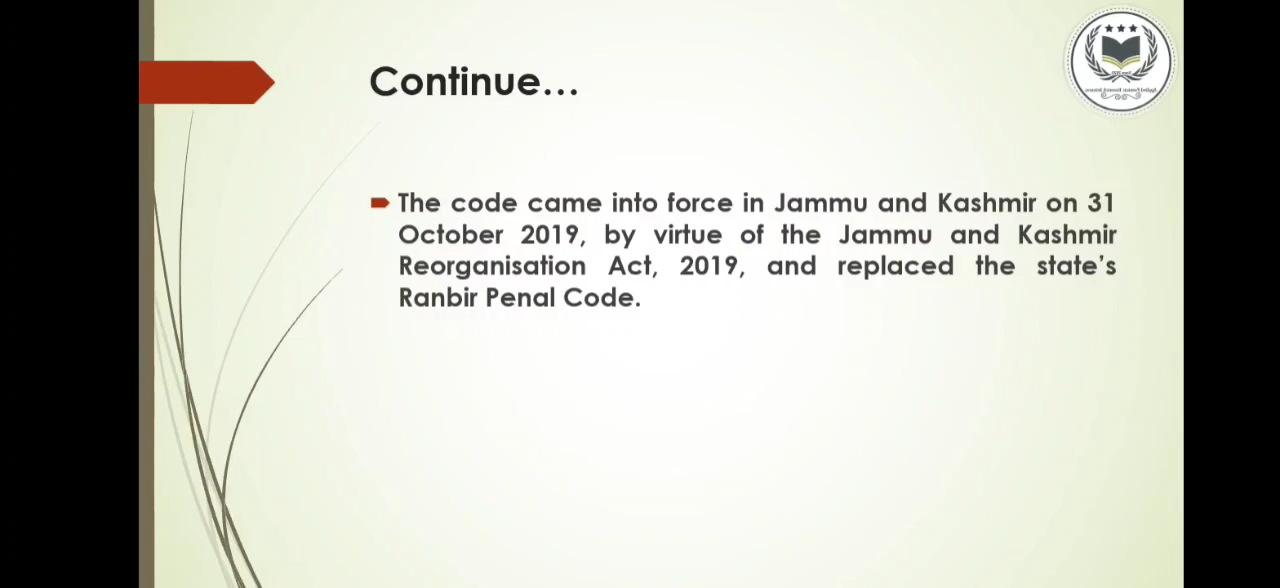 Continue...
The code came into force in Jammu and Kashmir on 31
October 2019, by virtue of the Jammu and Kashmir
Reorganisation Act, 2019, and replaced the state’s
Ranbir Penal Code.